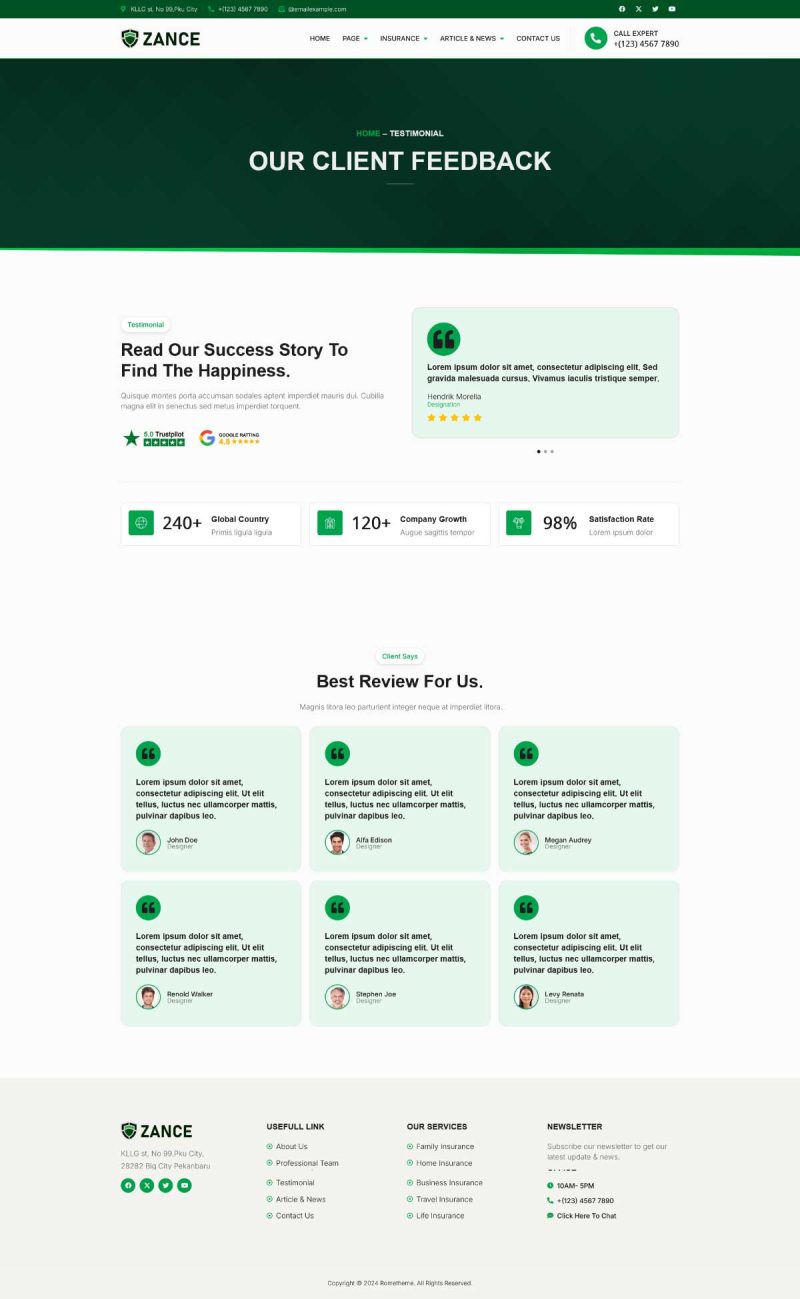 KLLG st, No 99,Pku City
+(123) 4567 7890
@emailexample.com
ZANCE
HOME
PAGE
INSURANCE
ARTICLE & NEWS
CONTACT US
CALL EXPERT
+(123) 4567 7890
HOME – TESTIMONIAL
OUR CLIENT FEEDBACK
Testimonial
Read Our Success Story To
Find The Happiness.
Quisque montes porta accumsan sodales aptent imperdiet mauris dui. Cubilia
magna elit in senectus sed metus imperdiet torquent.
5.0 Trustpilot
GOOGLE RATTING
4.8
Lorem ipsum dolor sit amet, consectetur adipiscing elit. Sed
gravida malesuada cursus. Vivamus iaculis tristique semper.
Hendrik Morella
Designation
240+
Global Country
Primis ligula ligula
120+
Company Growth
Augue sagittis tempor
98%
Satisfaction Rate
Lorem ipsum dolor
Client Says
Best Review For Us.
Magnis litora leo parturient integer neque at imperdiet litora.
Lorem ipsum dolor sit amet,
consectetur adipiscing elit. Ut elit
tellus, luctus nec ullamcorper mattis,
pulvinar dapibus leo.
John Doe
Designer
Lorem ipsum dolor sit amet,
consectetur adipiscing elit. Ut elit
tellus, luctus nec ullamcorper mattis,
pulvinar dapibus leo.
Alfa Edison
Designer
Lorem ipsum dolor sit amet,
consectetur adipiscing elit. Ut elit
tellus, luctus nec ullamcorper mattis,
pulvinar dapibus leo.
Megan Audrey
Designer
Lorem ipsum dolor sit amet,
consectetur adipiscing elit. Ut elit
tellus, luctus nec ullamcorper mattis,
pulvinar dapibus leo.
Renold Walker
Designer
Lorem ipsum dolor sit amet,
consectetur adipiscing elit. Ut elit
tellus, luctus nec ullamcorper mattis,
pulvinar dapibus leo.
Stephen Joe
Designer
Lorem ipsum dolor sit amet,
consectetur adipiscing elit. Ut elit
tellus, luctus nec ullamcorper mattis,
pulvinar dapibus leo.
Levy Renata
Designer
ZANCE
KLLG st, No 99,Pku City,
28282 Big City Pekanbaru
USEFULL LINK
About Us
Professional Team
Testimonial
Article & News
Contact Us
OUR SERVICES
Family Insurance
Home Insurance
Business Insurance
Travel Insurance
Life Insurance
NEWSLETTER
Subscribe our newsletter to get our
latest update & news.
10AM- 5PM
+(123) 4567 7890
Click Here To Chat
Copyright © 2024 Rometheme. All Rights Reserved.